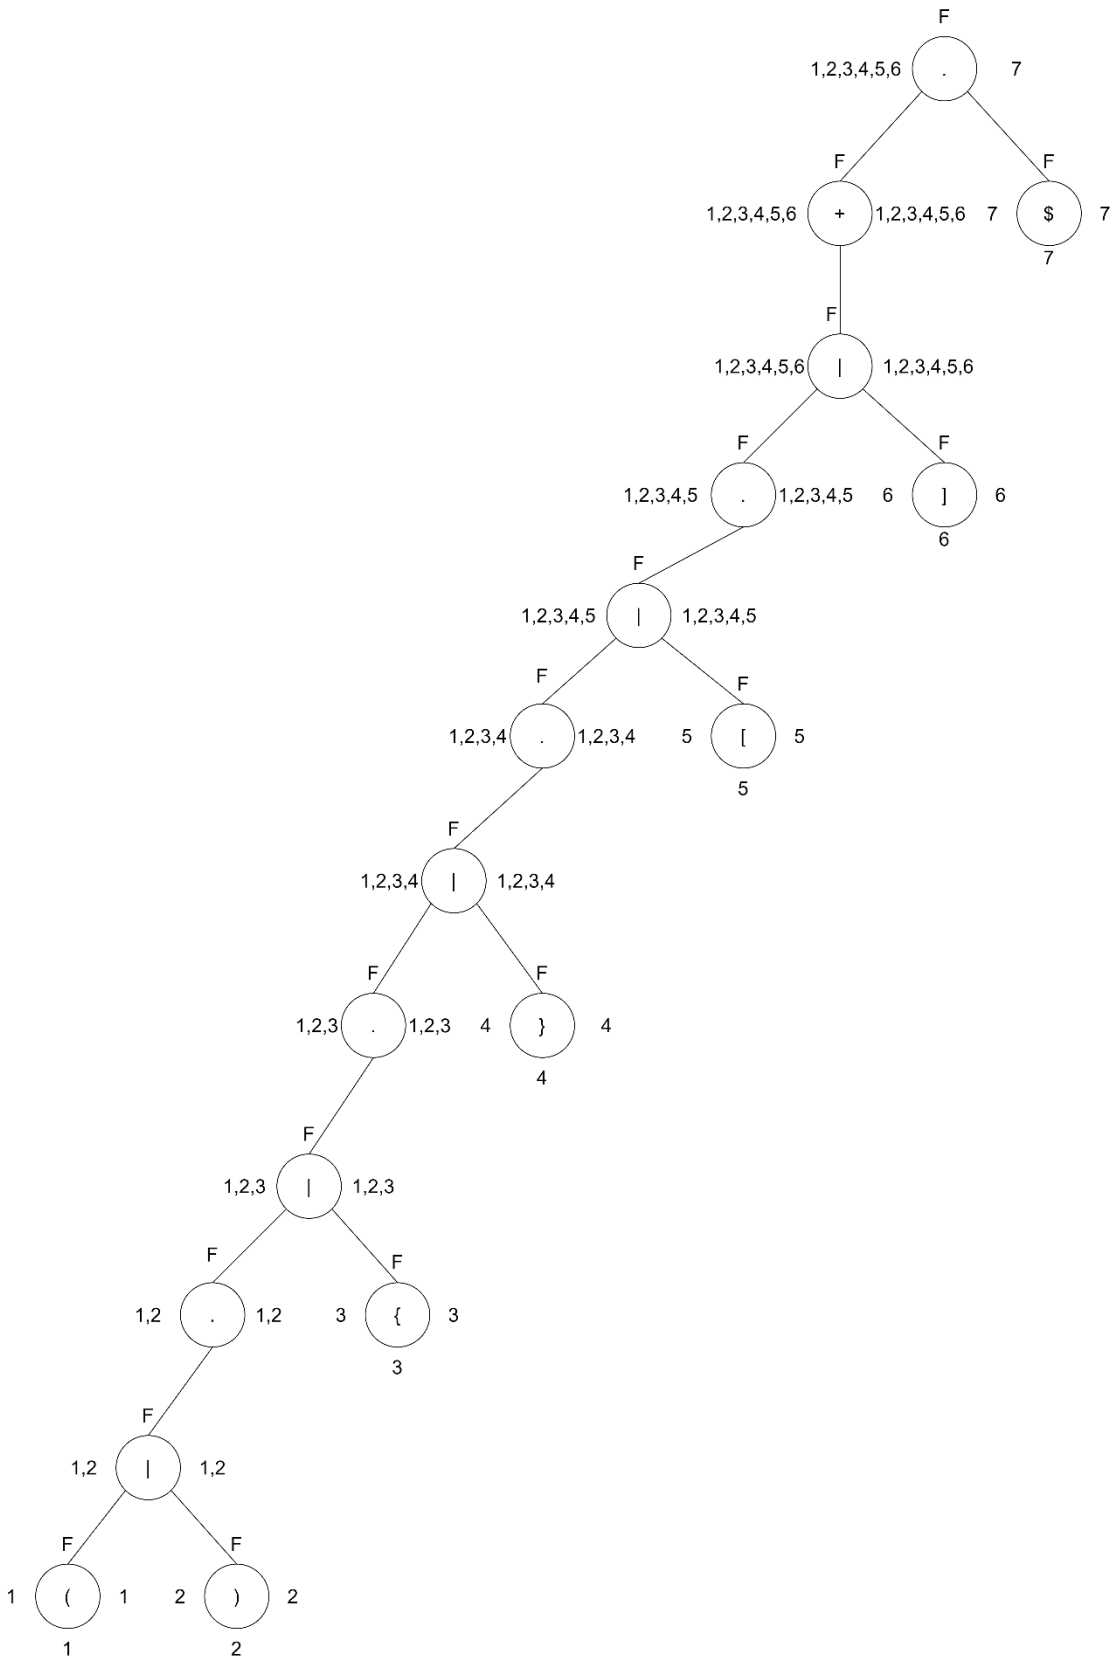 F
1,2,3,4,5,6 . 7
F F
1,2,3,4,5,6 + 1,2,3,4,5,6 7 $ 7
7
F
1,2,3,4,5,6 | 1,2,3,4,5,6
F F
1,2,3,4,5 . 1,2,3,4,5 6 ] 6
6
F
1,2,3,4,5 | 1,2,3,4,5
F F
1,2,3,4 . 1,2,3,4 5 [ 5
5
F
1,2,3,4 | 1,2,3,4
F F
1,2,3 . 1,2,3 4 } 4
4
F
1,2,3 | 1,2,3
F F
1,2 . 1,2 3 { 3
3
F
1,2 | 1,2
F F
1 ( 1 2 ) 2
1 2